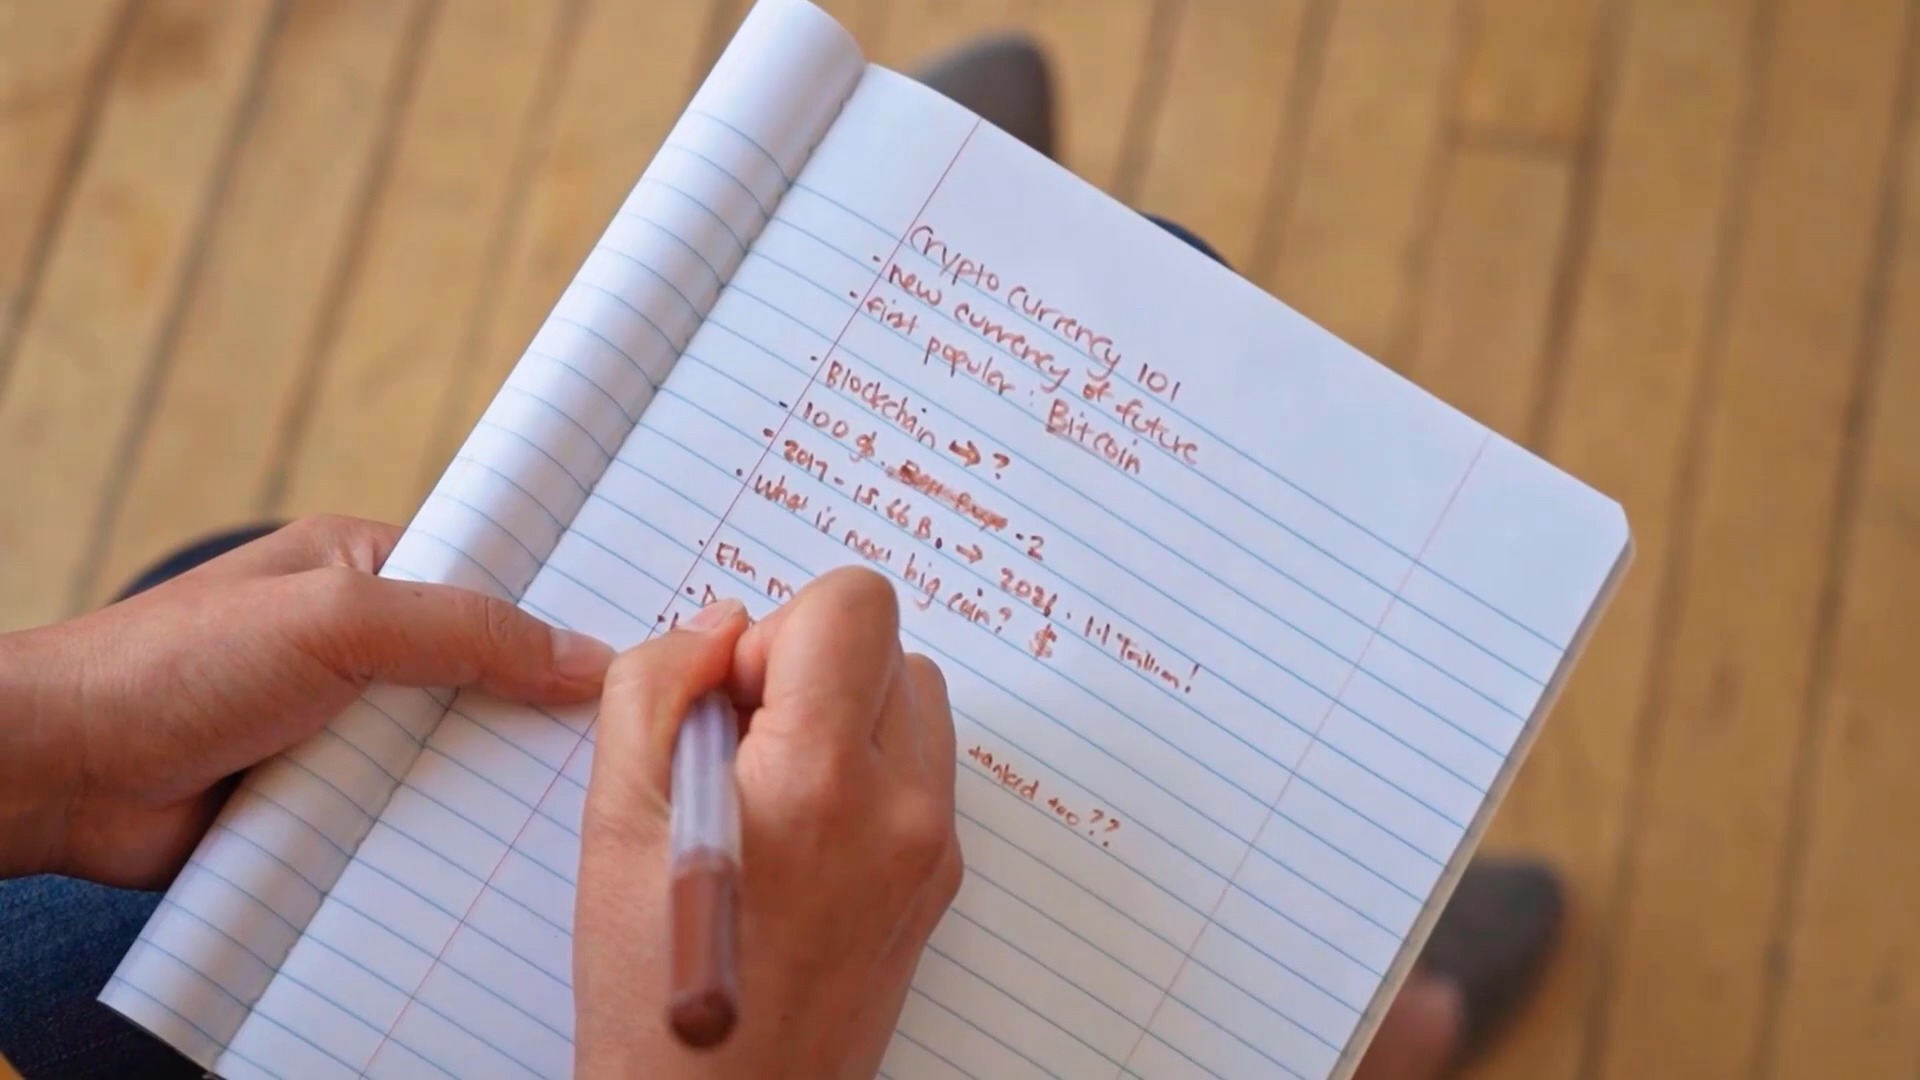 Crypto currency 101
• new currency of future
• first popular : Bitcoin
• Blockchain → ?
- 100 $. • 2
• 2017 - 15.66 B. → 2021 . 1.1 Trillion!
• What is next big coin? $
• Elon m
tanked too ??